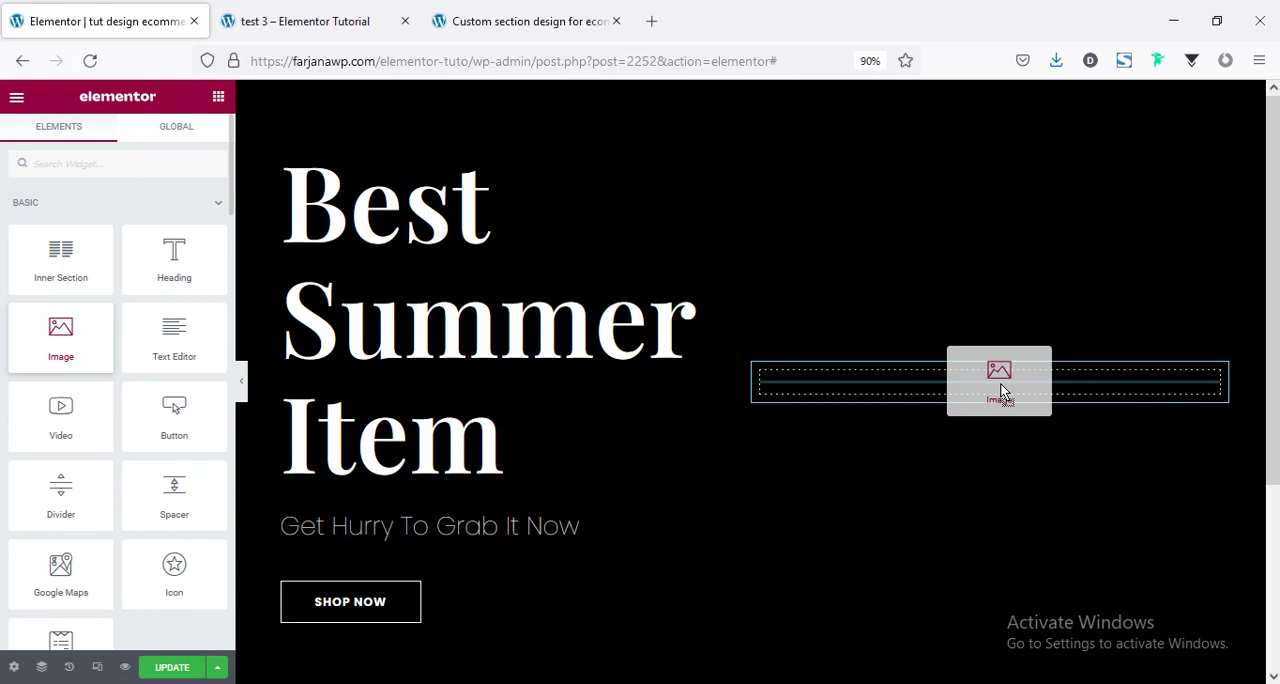 Elementor | tut design ecomme
test 3 – Elementor Tutorial
Custom section design for econ
https://farjanawp.com/elementor-tuto/wp-admin/post.php?post=2252&action=elementor#
90%
D
S
elementor
ELEMENTS
GLOBAL
Search Widget...
BASIC
Inner Section
Heading
Image
Text Editor
Video
Button
Divider
Spacer
Google Maps
Icon
UPDATE
Best
Summer
Item
Get Hurry To Grab It Now
SHOP NOW
Image
Activate Windows
Go to Settings to activate Windows.